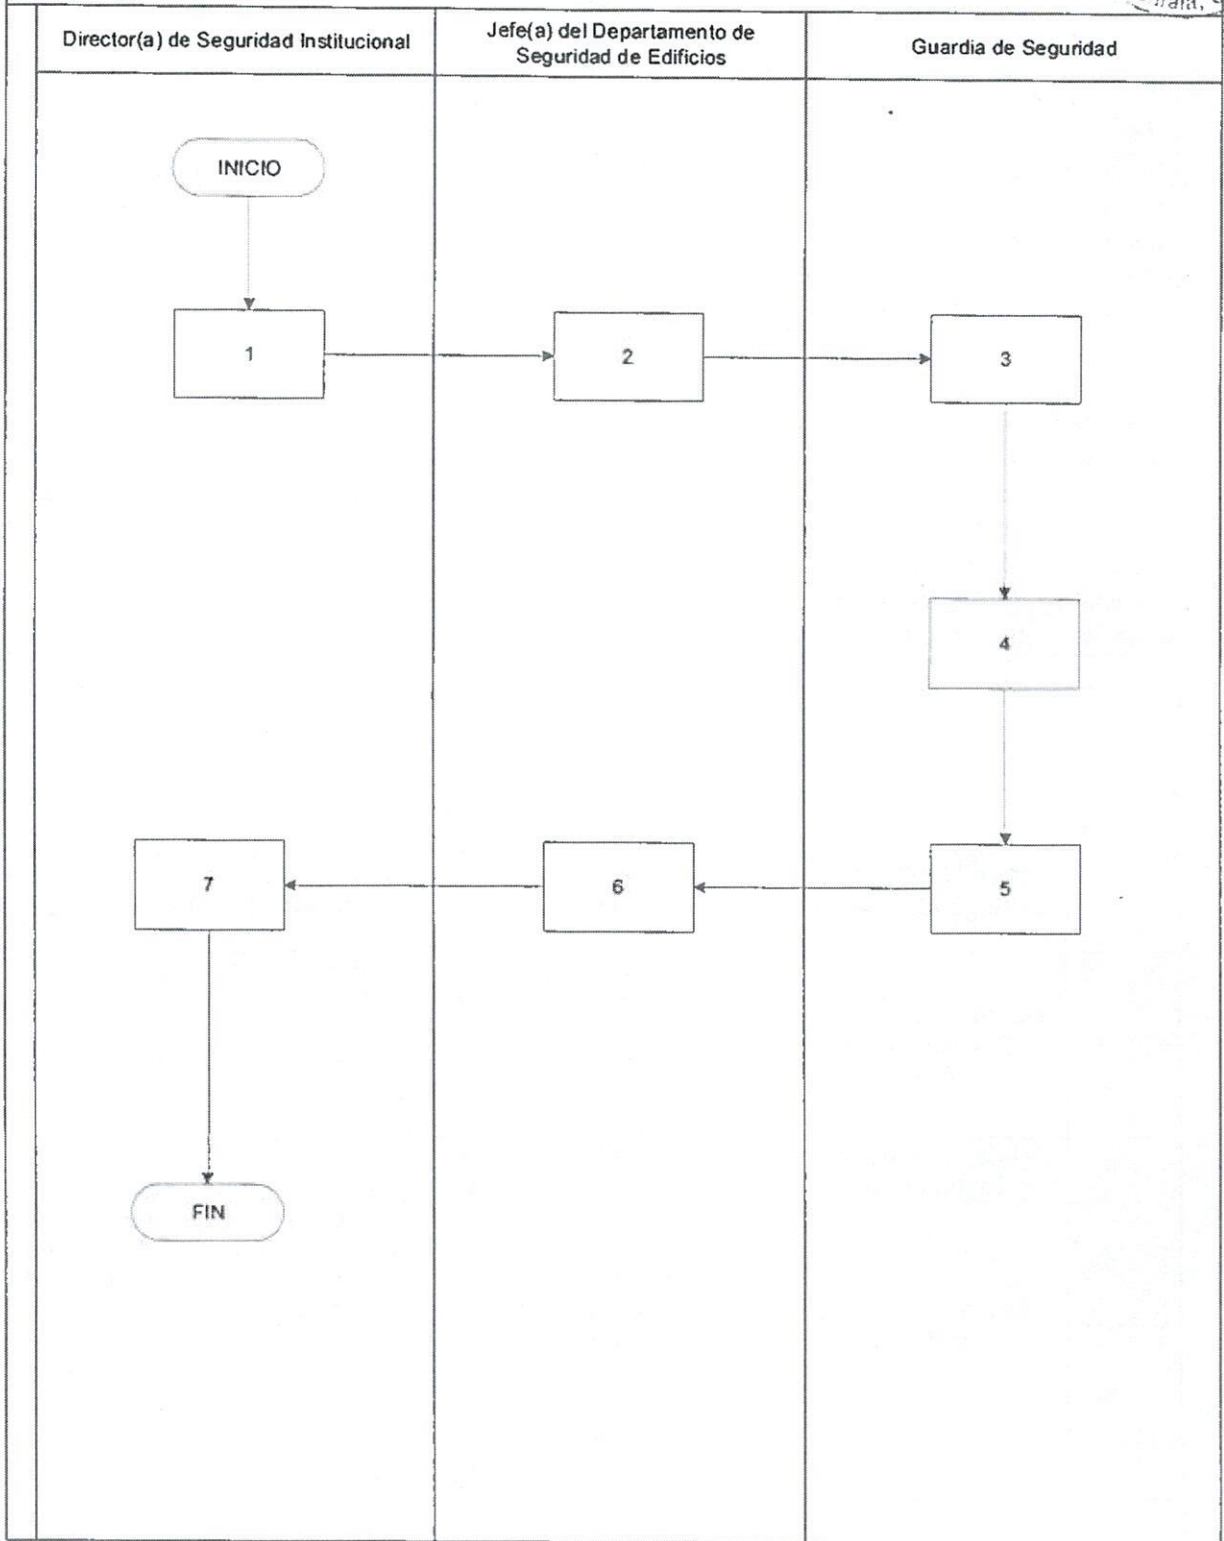 Director(a) de Seguridad Institucional
Jefe(a) del Departamento de
Seguridad de Edificios
Guardia de Seguridad
INICIO
1
2
3
4
7
6
5
FIN